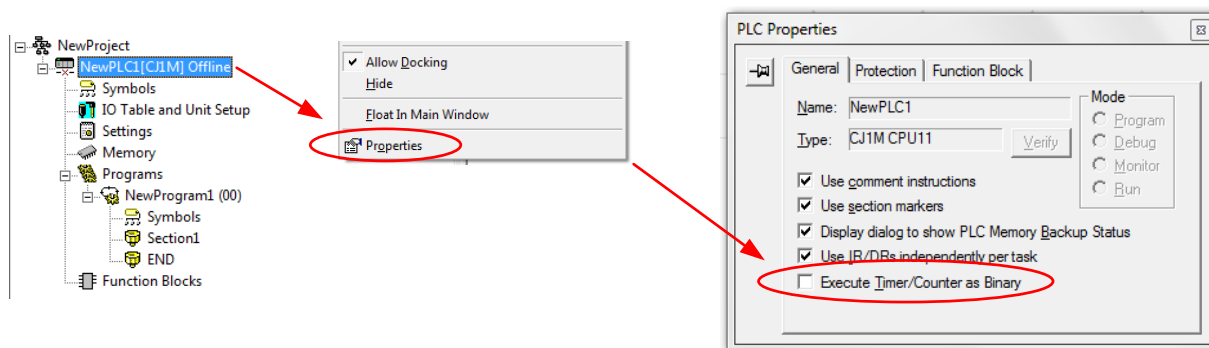 NewProject
NewPLC1[CJ1M] Offline
Symbols
IO Table and Unit Setup
Settings
Memory
Programs
NewProgram1 (00)
Symbols
Section1
END
Function Blocks
Allow Docking
Hide
Float In Main Window
Properties
PLC Properties
General Protection Function Block
Name: NewPLC1
Type: CJ1M CPU11 Verify
Mode
Program
Debug
Monitor
Run
Use comment instructions
Use section markers
Display dialog to show PLC Memory Backup Status
Use IR/DRs independently per task
Execute Timer/Counter as Binary